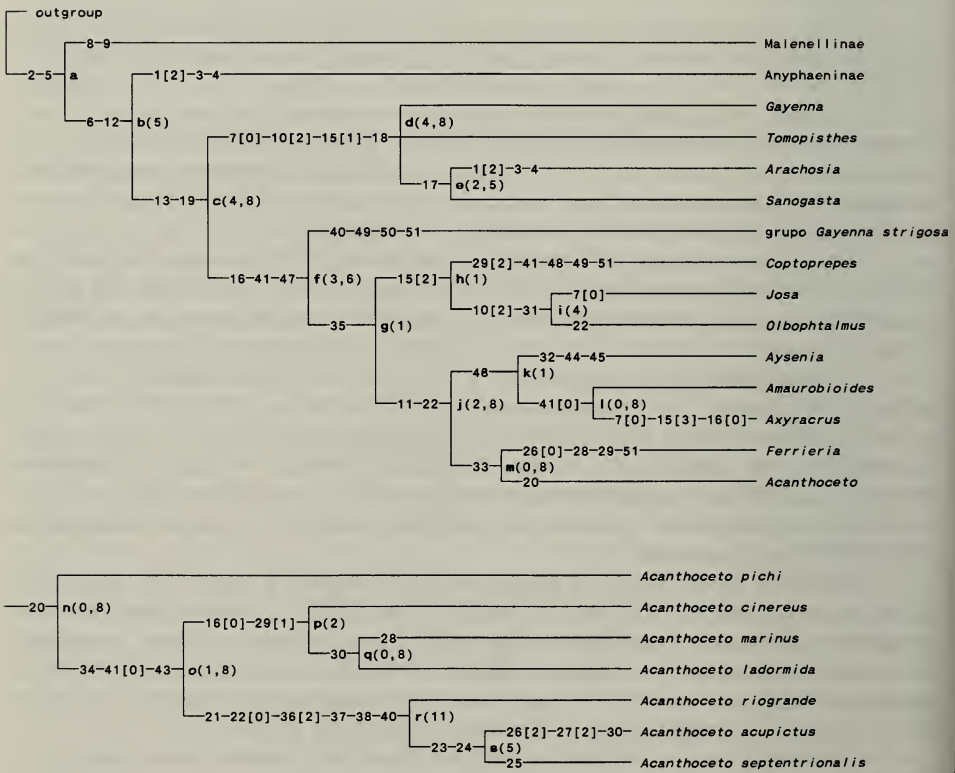 outgroup
8-9 Malenellinae
2-5 a
1[2]-3-4 Anyphaeninae
6-12 b(5)
Gayenna
d(4,8)
7[0]-10[2]-15[1]-18 Tomopisthes
1[2]-3-4 Arachosia
17 e(2,5)
13-19 c(4,8) Sanogasta
40-49-50-51 grupo Gayenna strigosa
29[2]-41-48-49-51 Coptoprepes
16-41-47 f(3,6) 15[2] h(1)
7[0] Josa
10[2]-31 i(4)
35 g(1) 22 Olbophtalmus
32-44-45 Aysenia
46 k(1)
Amaurobioides
11-22 j(2,8) 41[0] l(0,8)
7[0]-15[3]-16[0] Axyracrus
26[0]-28-29-51 Ferrieria
33 m(0,8)
20 Acanthoceto
Acanthoceto pichi
20 n(0,8) Acanthoceto cinereus
16[0]-29[1] p(2)
28 Acanthoceto marinus
30 q(0,8)
34-41[0]-43 o(1,8) Acanthoceto ladormida
Acanthoceto riogrande
21-22[0]-36[2]-37-38-40 r(11)
26[2]-27[2]-30 Acanthoceto acupictus
23-24 s(5)
25 Acanthoceto septentrionalis